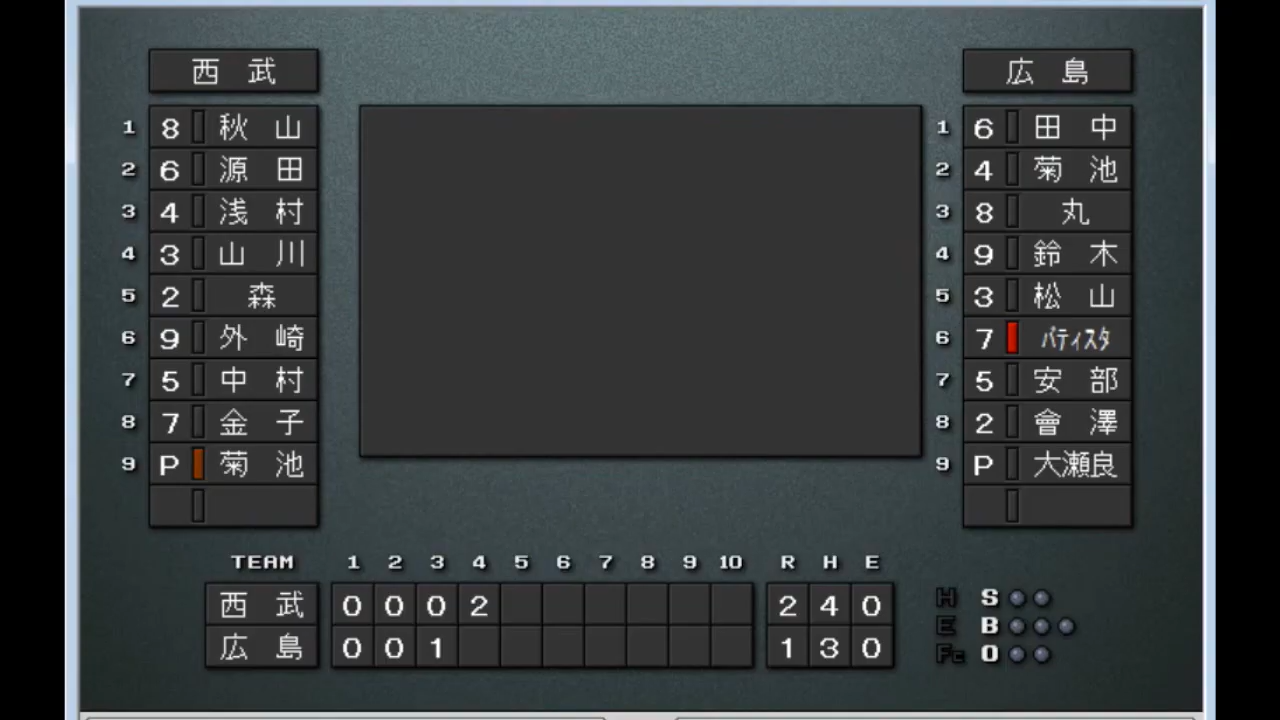 西 武
1 8 秋 山
2 6 源 田
3 4 浅 村
4 3 山 川
5 2 森
6 9 外 崎
7 5 中 村
8 7 金 子
9 P 菊 池
広 島
1 6 田 中
2 4 菊 池
3 8 丸
4 9 鈴 木
5 3 松 山
6 7 バティスタ
7 5 安 部
8 2 會 澤
9 P 大瀬良
TEAM 1 2 3 4 5 6 7 8 9 10 R H E
西 武 0 0 0 2 2 4 0
広 島 0 0 1 1 3 0
H S
E B
Fc O